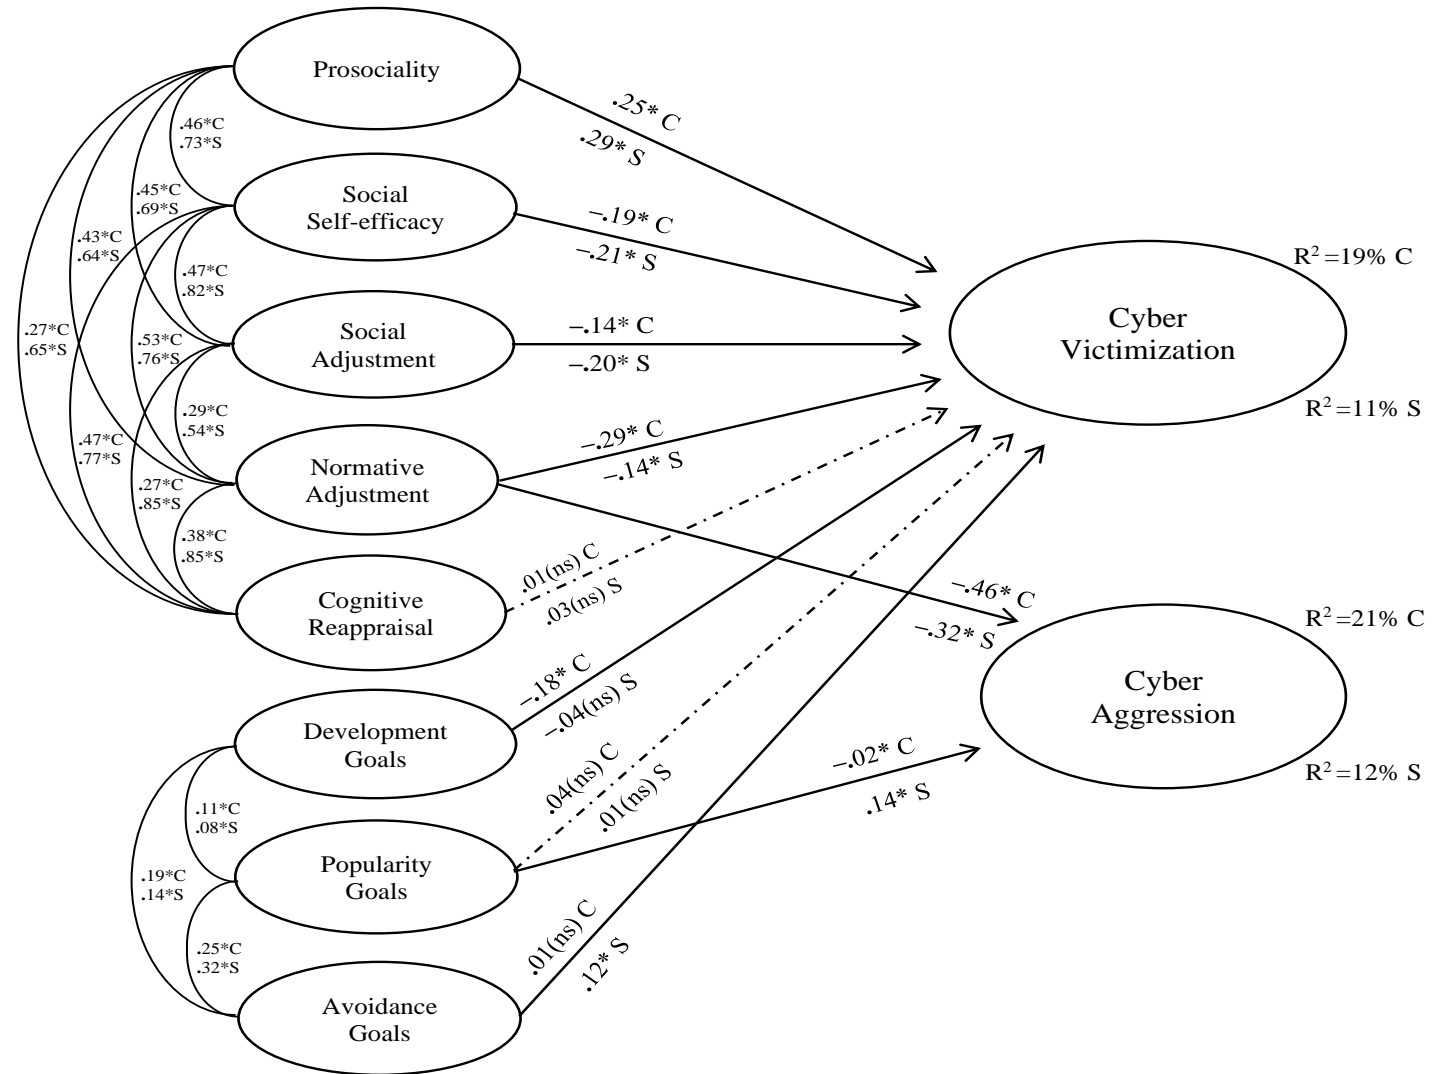 Prosociality
Social
Self-efficacy
Social
Adjustment
Normative
Adjustment
Cognitive
Reappraisal
Development
Goals
Popularity
Goals
Avoidance
Goals
.46*C
.73*S
.45*C
.69*S
.43*C
.64*S
.47*C
.82*S
.27*C
.65*S
.53*C
.76*S
.29*C
.54*S
.47*C
.77*S
.27*C
.85*S
.38*C
.85*S
.11*C
.08*S
.19*C
.14*S
.25*C
.32*S
.25* C
.29* S
–.19* C
–.21* S
–.14* C
–.20* S
–.29* C
–.14* S
.01(ns) C
.03(ns) S
–.46* C
–.32* S
–.18* C
–.04(ns) S
.04(ns) C
.01(ns) S
–.02* C
.14* S
.01(ns) C
.12* S
Cyber
Victimization
R²=19% C
R²=11% S
Cyber
Aggression
R²=21% C
R²=12% S